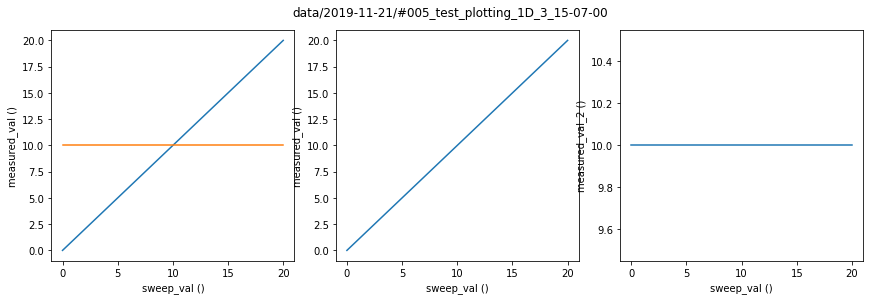 data/2019-11-21/#005_test_plotting_1D_3_15-07-00
measured_val ()
20.0
17.5
15.0
12.5
10.0
7.5
5.0
2.5
0.0
0 5 10 15 20
sweep_val ()
measured_val ()
20.0
17.5
15.0
12.5
10.0
7.5
5.0
2.5
0.0
0 5 10 15 20
sweep_val ()
measured_val_2 ()
10.4
10.2
10.0
9.8
9.6
0 5 10 15 20
sweep_val ()